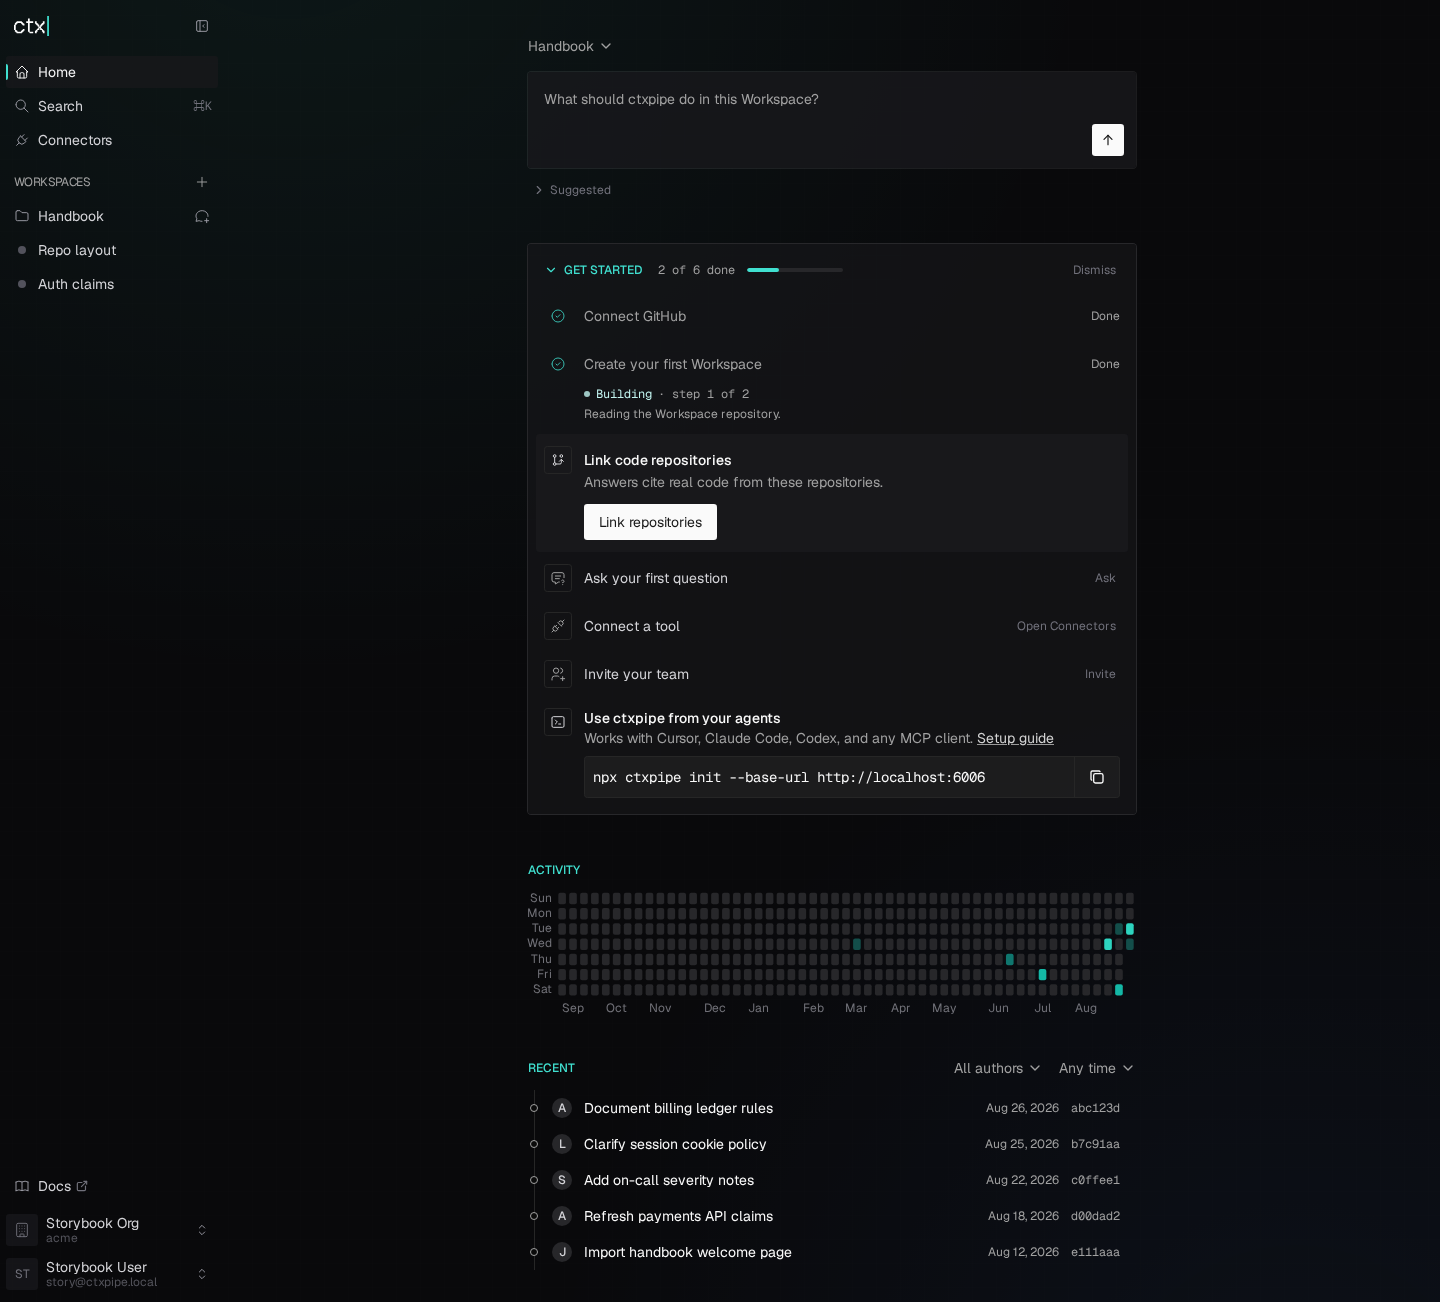 ctx
Home
Search ⌘K
Connectors
WORKSPACES
Handbook
Repo layout
Auth claims
Docs
Storybook Org
acme
ST
Storybook User
story@ctxpipe.local
Handbook
What should ctxpipe do in this Workspace?
Suggested
GET STARTED 2 of 6 done Dismiss
Connect GitHub Done
Create your first Workspace Done
Building · step 1 of 2
Reading the Workspace repository.
Link code repositories
Answers cite real code from these repositories.
Link repositories
Ask your first question Ask
Connect a tool Open Connectors
Invite your team Invite
Use ctxpipe from your agents
Works with Cursor, Claude Code, Codex, and any MCP client. Setup guide
npx ctxpipe init --base-url http://localhost:6006
ACTIVITY
Sun
Mon
Tue
Wed
Thu
Fri
Sat
Sep Oct Nov Dec Jan Feb Mar Apr May Jun Jul Aug
RECENT All authors Any time
A Document billing ledger rules Aug 26, 2026 abc123d
L Clarify session cookie policy Aug 25, 2026 b7c91aa
S Add on-call severity notes Aug 22, 2026 c0ffee1
A Refresh payments API claims Aug 18, 2026 d00dad2
J Import handbook welcome page Aug 12, 2026 e111aaa